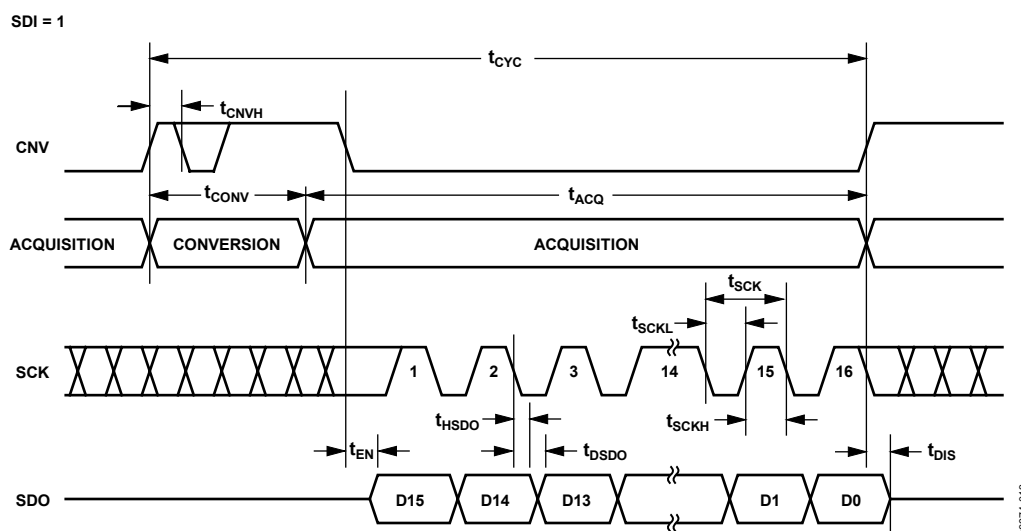 SDI = 1
tCYC
tCNVH
CNV
tCONV
tACQ
ACQUISITION
CONVERSION
ACQUISITION
tSCK
tSCKL
SCK
1
2
3
14
15
16
tHSDO
tSCKH
tEN
tDSDO
tDIS
SDO
D15
D14
D13
D1
D0